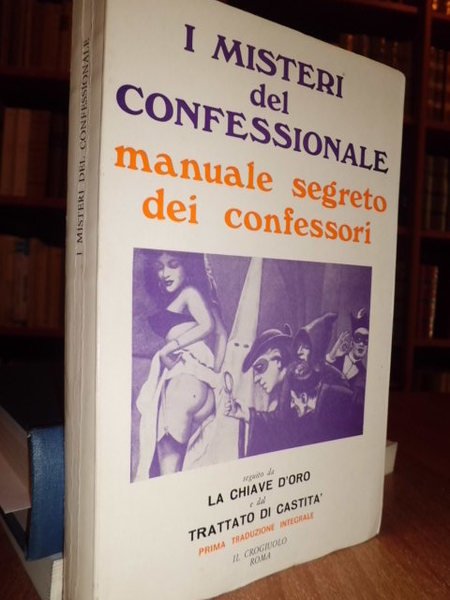 I MISTERI DEL CONFESSIONALE
I MISTERI
del
CONFESSIONALE
manuale segreto
dei confessori
seguito da
LA CHIAVE D'ORO
e dal
TRATTATO DI CASTITA'
PRIMA TRADUZIONE INTEGRALE
IL CROGIUOLO
ROMA